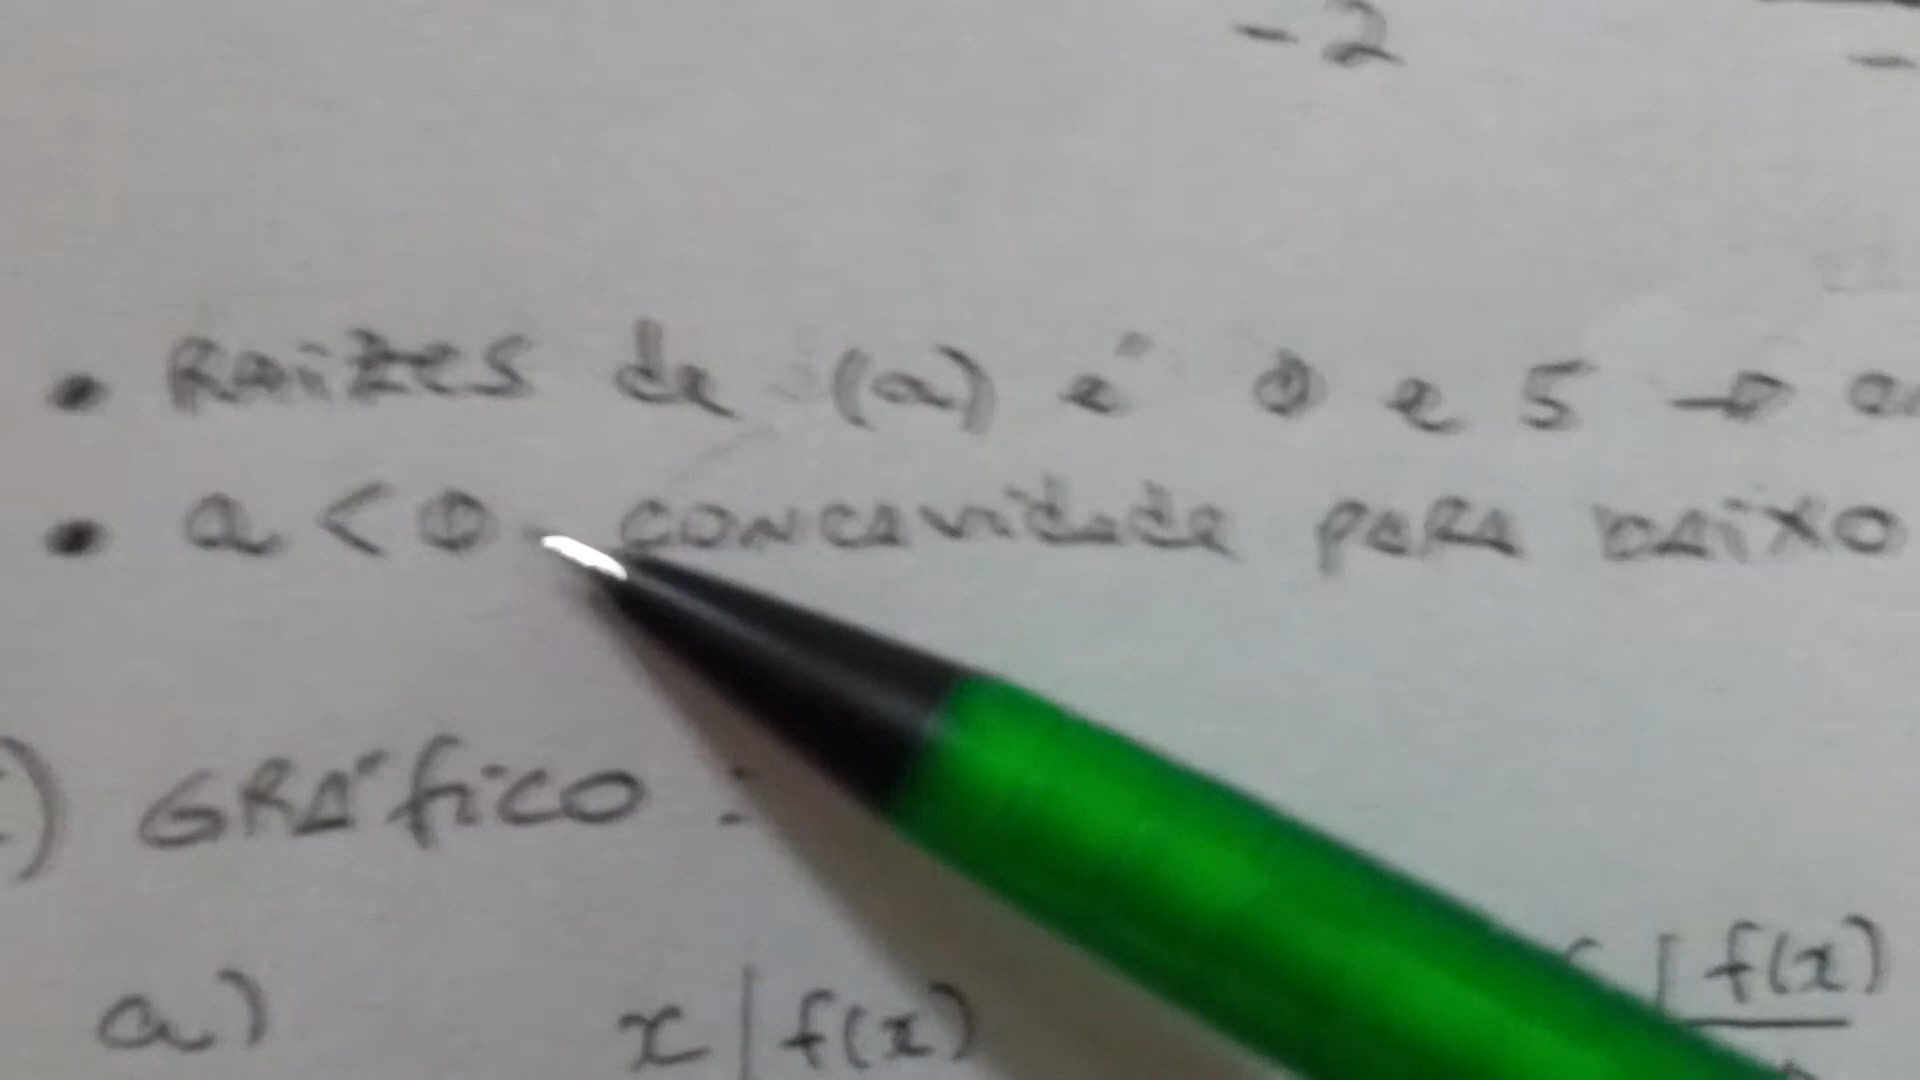 -2 -
• RAÍZES de (a) é 0 e 5 →
• a < 0 - CONCAVIDADE PARA BAIXO
) GRÁFICO :
| f(x)
a) x | f(x)